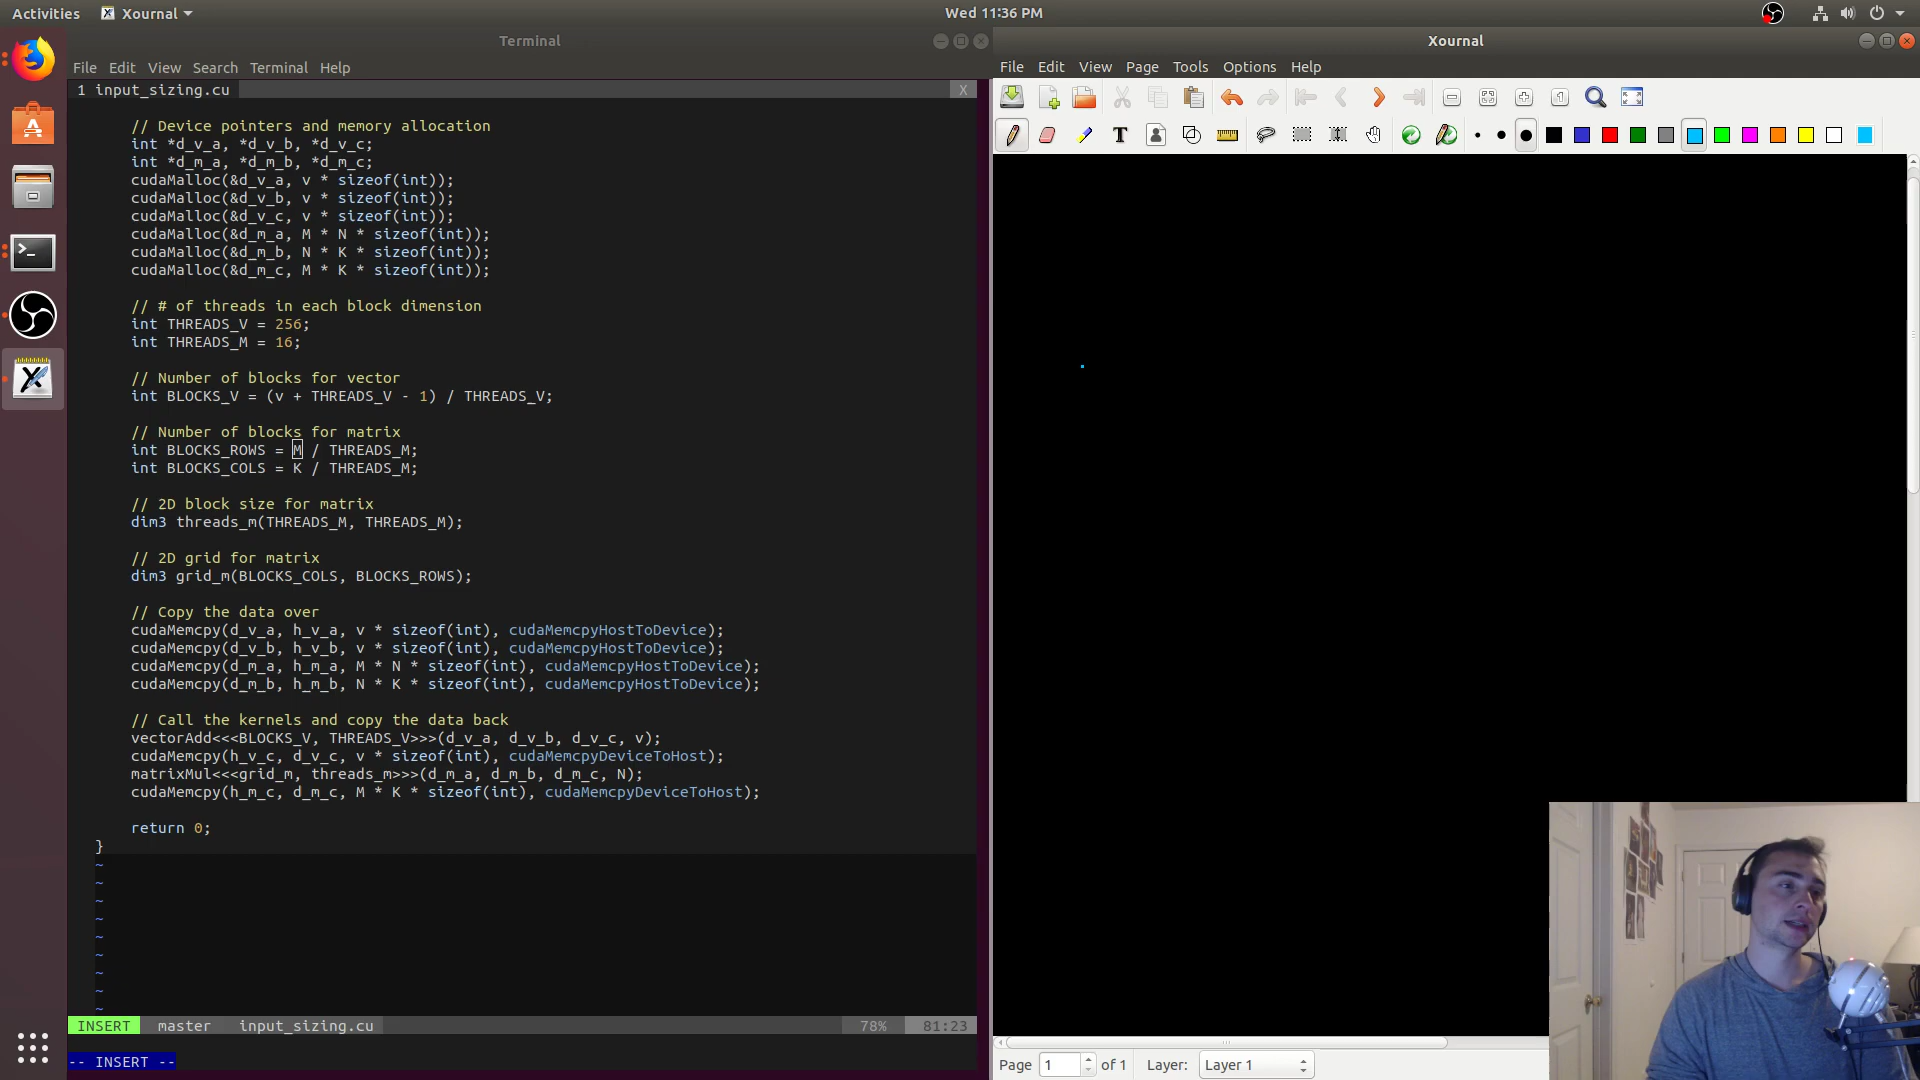 Activities Xournal Wed 11:36 PM
Terminal
File Edit View Search Terminal Help
1 input_sizing.cu X
// Device pointers and memory allocation
int *d_v_a, *d_v_b, *d_v_c;
int *d_m_a, *d_m_b, *d_m_c;
cudaMalloc(&d_v_a, v * sizeof(int));
cudaMalloc(&d_v_b, v * sizeof(int));
cudaMalloc(&d_v_c, v * sizeof(int));
cudaMalloc(&d_m_a, M * N * sizeof(int));
cudaMalloc(&d_m_b, N * K * sizeof(int));
cudaMalloc(&d_m_c, M * K * sizeof(int));
// # of threads in each block dimension
int THREADS_V = 256;
int THREADS_M = 16;
// Number of blocks for vector
int BLOCKS_V = (v + THREADS_V - 1) / THREADS_V;
// Number of blocks for matrix
int BLOCKS_ROWS = M / THREADS_M;
int BLOCKS_COLS = K / THREADS_M;
// 2D block size for matrix
dim3 threads_m(THREADS_M, THREADS_M);
// 2D grid for matrix
dim3 grid_m(BLOCKS_COLS, BLOCKS_ROWS);
// Copy the data over
cudaMemcpy(d_v_a, h_v_a, v * sizeof(int), cudaMemcpyHostToDevice);
cudaMemcpy(d_v_b, h_v_b, v * sizeof(int), cudaMemcpyHostToDevice);
cudaMemcpy(d_m_a, h_m_a, M * N * sizeof(int), cudaMemcpyHostToDevice);
cudaMemcpy(d_m_b, h_m_b, N * K * sizeof(int), cudaMemcpyHostToDevice);
// Call the kernels and copy the data back
vectorAdd<<<BLOCKS_V, THREADS_V>>>(d_v_a, d_v_b, d_v_c, v);
cudaMemcpy(h_v_c, d_v_c, v * sizeof(int), cudaMemcpyDeviceToHost);
matrixMul<<<grid_m, threads_m>>>(d_m_a, d_m_b, d_m_c, N);
cudaMemcpy(h_m_c, d_m_c, M * K * sizeof(int), cudaMemcpyDeviceToHost);
return 0;
}
~
~
~
~
~
~
~
~
~
INSERT master input_sizing.cu 78% 81:23
-- INSERT --
Xournal
File Edit View Page Tools Options Help
Page 1 of 1 Layer: Layer 1